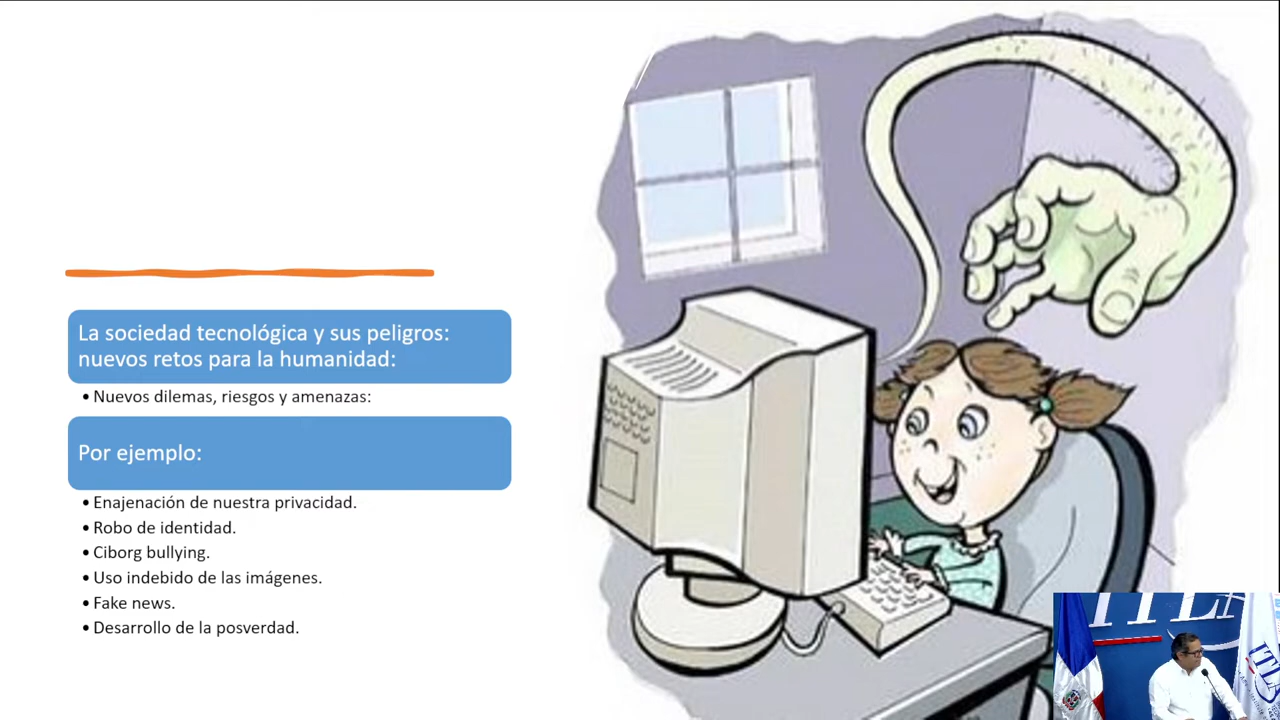 La sociedad tecnológica y sus peligros:
nuevos retos para la humanidad:
• Nuevos dilemas, riesgos y amenazas:
Por ejemplo:
• Enajenación de nuestra privacidad.
• Robo de identidad.
• Ciborg bullying.
• Uso indebido de las imágenes.
• Fake news.
• Desarrollo de la posverdad.
ITLA